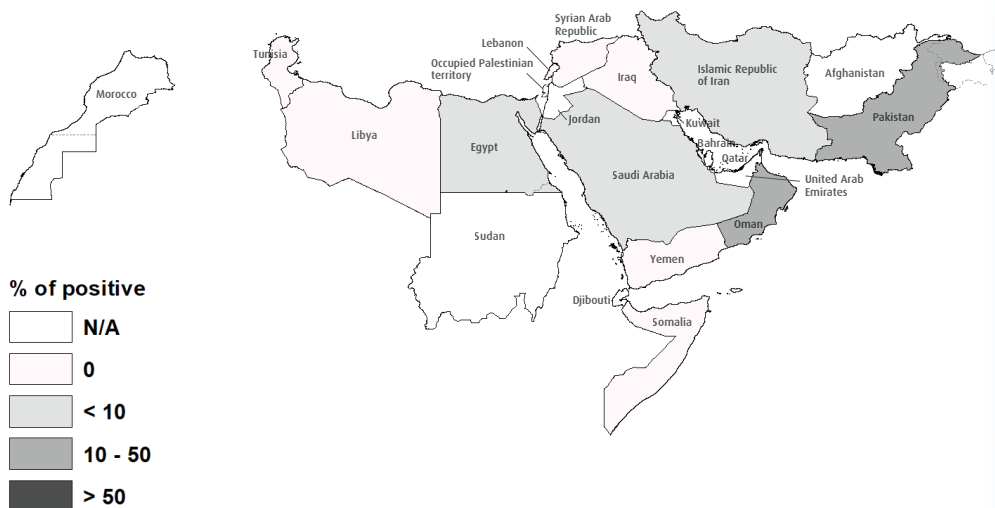 Syrian Arab
Republic
Tunisia
Lebanon
Occupied Palestinian
territory
Morocco
Iraq
Islamic Republic
of Iran
Afghanistan
Pakistan
Libya
Jordan
Kuwait
Egypt
Bahrain
Qatar
Saudi Arabia
United Arab
Emirates
Oman
Sudan
Yemen
Djibouti
Somalia
% of positive
N/A
0
< 10
10 - 50
> 50